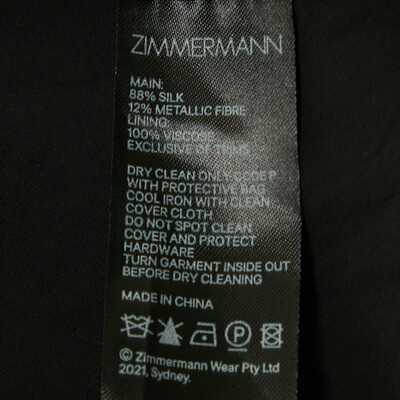 ZIMMERMANN
MAIN:
88% SILK
12% METALLIC FIBRE
LINING:
100% VISCOSE
EXCLUSIVE OF TRIMS
DRY CLEAN ONLY CODE P
WITH PROTECTIVE BAG
COOL IRON WITH CLEAN
COVER CLOTH
DO NOT SPOT CLEAN
COVER AND PROTECT
HARDWARE
TURN GARMENT INSIDE OUT
BEFORE DRY CLEANING
MADE IN CHINA
P
© Zimmermann Wear Pty Ltd
2021, Sydney.